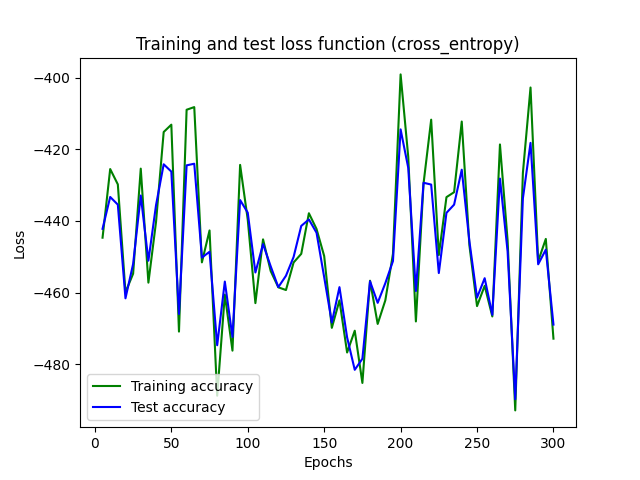 Training and test loss function (cross_entropy)
−400
−420
−440
−460
−480
Loss
Training accuracy
Test accuracy
0
50
100
150
200
250
300
Epochs